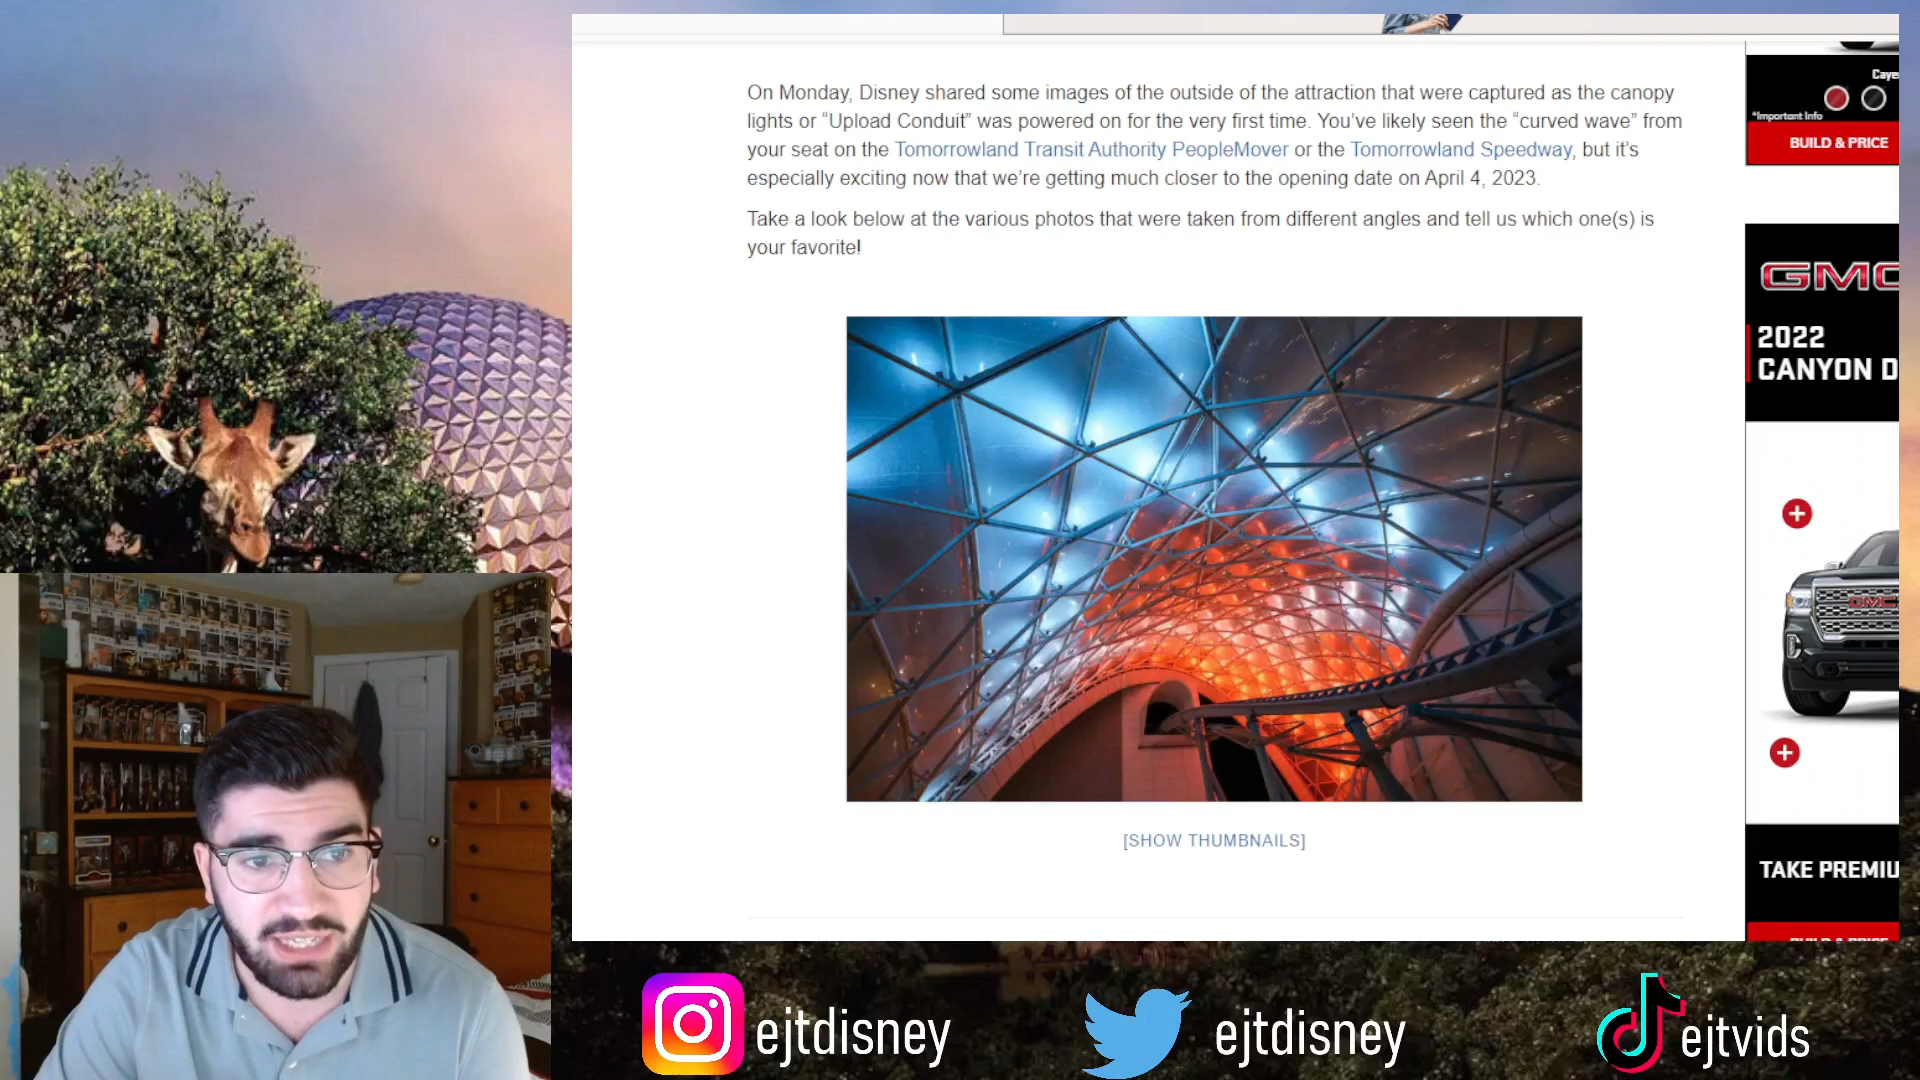 On Monday, Disney shared some images of the outside of the attraction that were captured as the canopy
lights or “Upload Conduit” was powered on for the very first time. You’ve likely seen the “curved wave” from
your seat on the Tomorrowland Transit Authority PeopleMover or the Tomorrowland Speedway, but it’s
especially exciting now that we’re getting much closer to the opening date on April 4, 2023.
Take a look below at the various photos that were taken from different angles and tell us which one(s) is
your favorite!
[SHOW THUMBNAILS]
Caye
*Important Info
BUILD & PRICE
GMC
2022
CANYON D
GMC
TAKE PREMIU
ejtdisney
ejtdisney
ejtvids